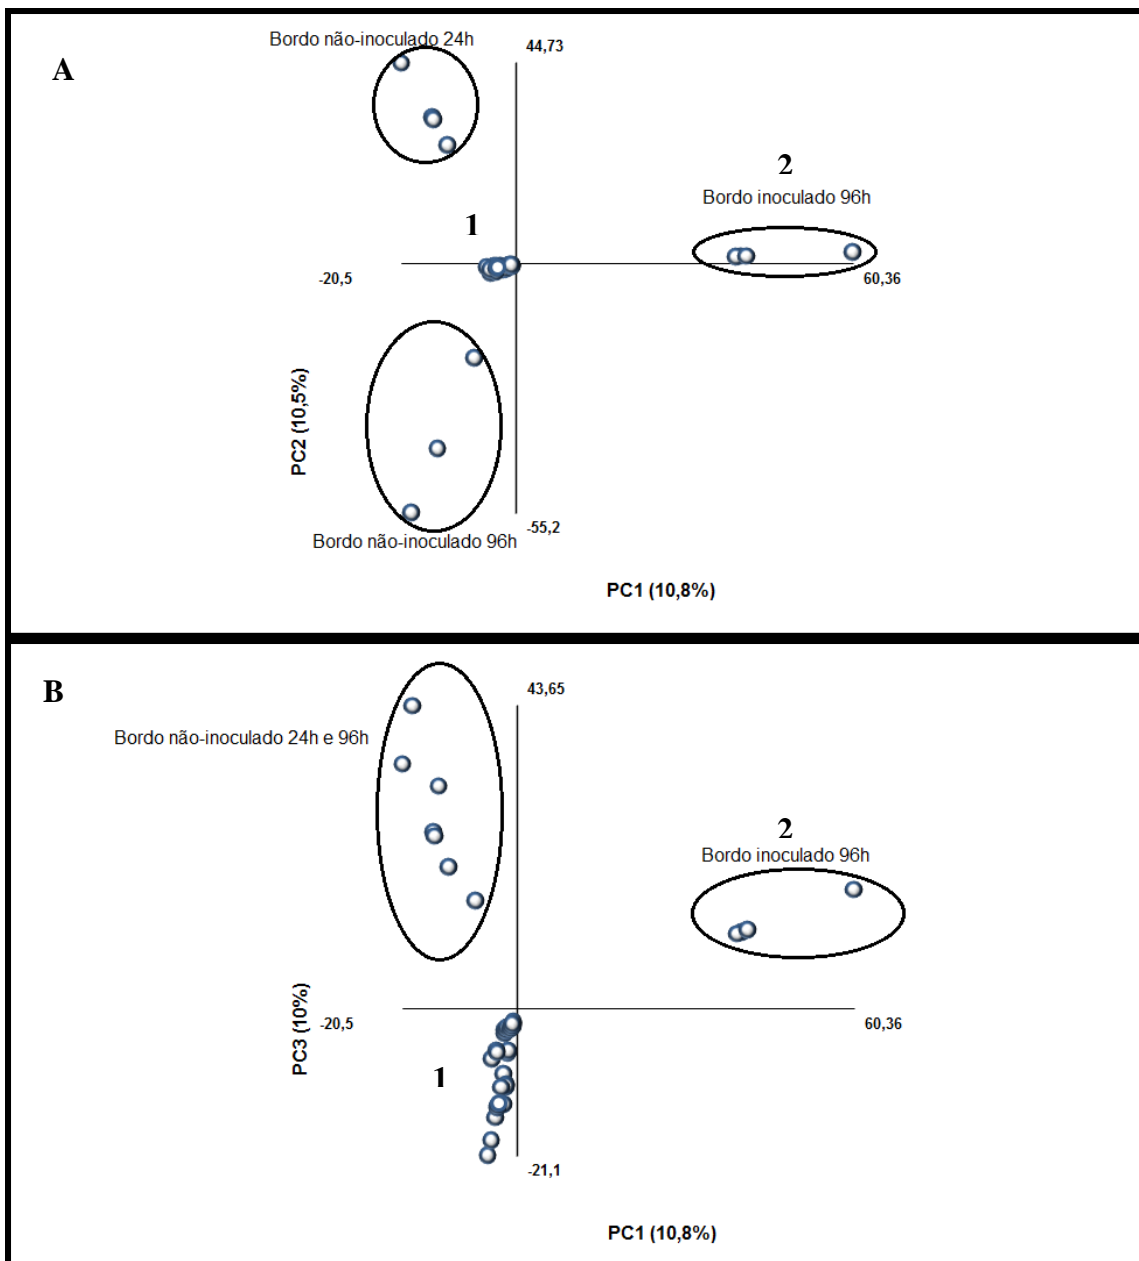 Bordo não-inoculado 24h
44,73
A
2
Bordo inoculado 96h
1
-20,5
60,36
PC2 (10,5%)
-55,2
Bordo não-inoculado 96h
PC1 (10,8%)
B
43,65
Bordo não-inoculado 24h e 96h
2
Bordo inoculado 96h
-20,5
60,36
PC3 (10%)
1
-21,1
PC1 (10,8%)